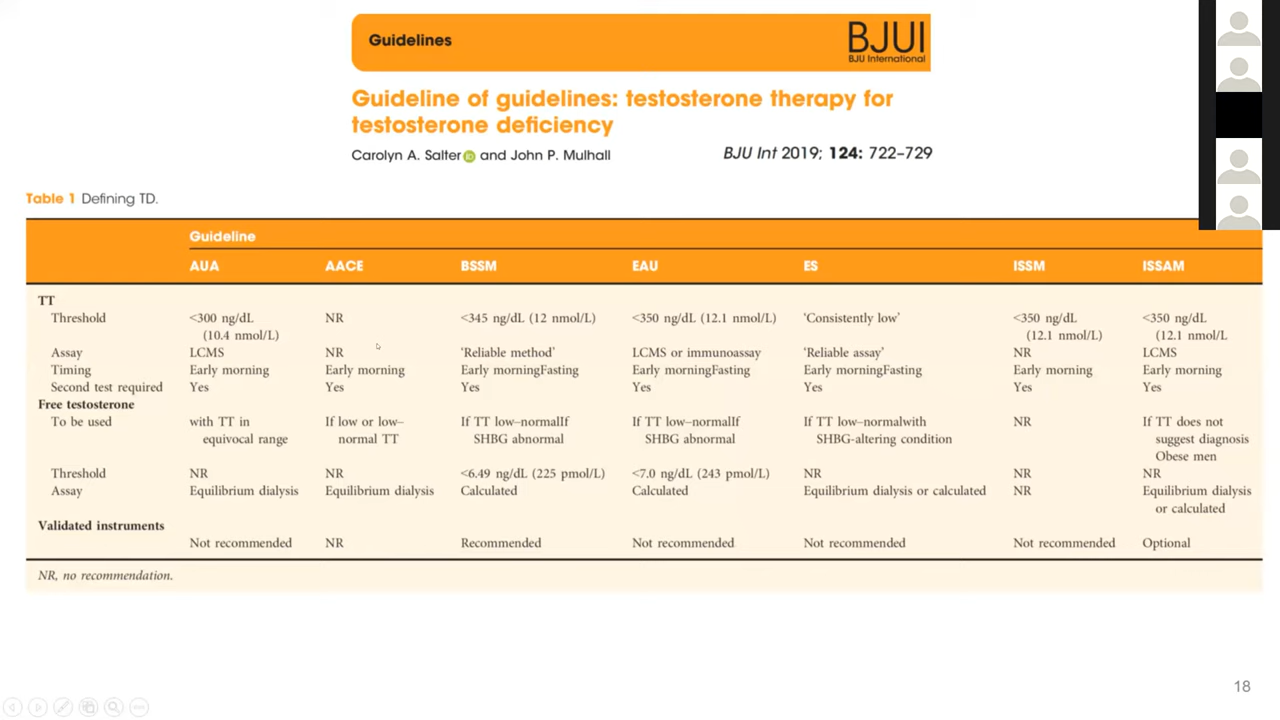 Guidelines
BJUI
BJU International
Guideline of guidelines: testosterone therapy for
testosterone deficiency
Carolyn A. Salter iD and John P. Mulhall
BJU Int 2019; 124: 722–729
Table 1 Defining TD.
Guideline
AUA AACE BSSM EAU ES ISSM ISSAM
TT
Threshold <300 ng/dL NR <345 ng/dL (12 nmol/L) <350 ng/dL (12.1 nmol/L) ‘Consistently low’ <350 ng/dL <350 ng/dL
(10.4 nmol/L) (12.1 nmol/L) (12.1 nmol/L
Assay LCMS NR ‘Reliable method’ LCMS or immunoassay ‘Reliable assay’ NR LCMS
Timing Early morning Early morning Early morningFasting Early morningFasting Early morningFasting Early morning Early morning
Second test required Yes Yes Yes Yes Yes Yes Yes
Free testosterone
To be used with TT in If low or low– If TT low–normalIf If TT low–normalIf If TT low–normalwith NR If TT does not
equivocal range normal TT SHBG abnormal SHBG abnormal SHBG-altering condition suggest diagnosis
Obese men
Threshold NR NR <6.49 ng/dL (225 pmol/L) <7.0 ng/dL (243 pmol/L) NR NR NR
Assay Equilibrium dialysis Equilibrium dialysis Calculated Calculated Equilibrium dialysis or calculated NR Equilibrium dialysis
or calculated
Validated instruments
Not recommended NR Recommended Not recommended Not recommended Not recommended Optional
NR, no recommendation.
18